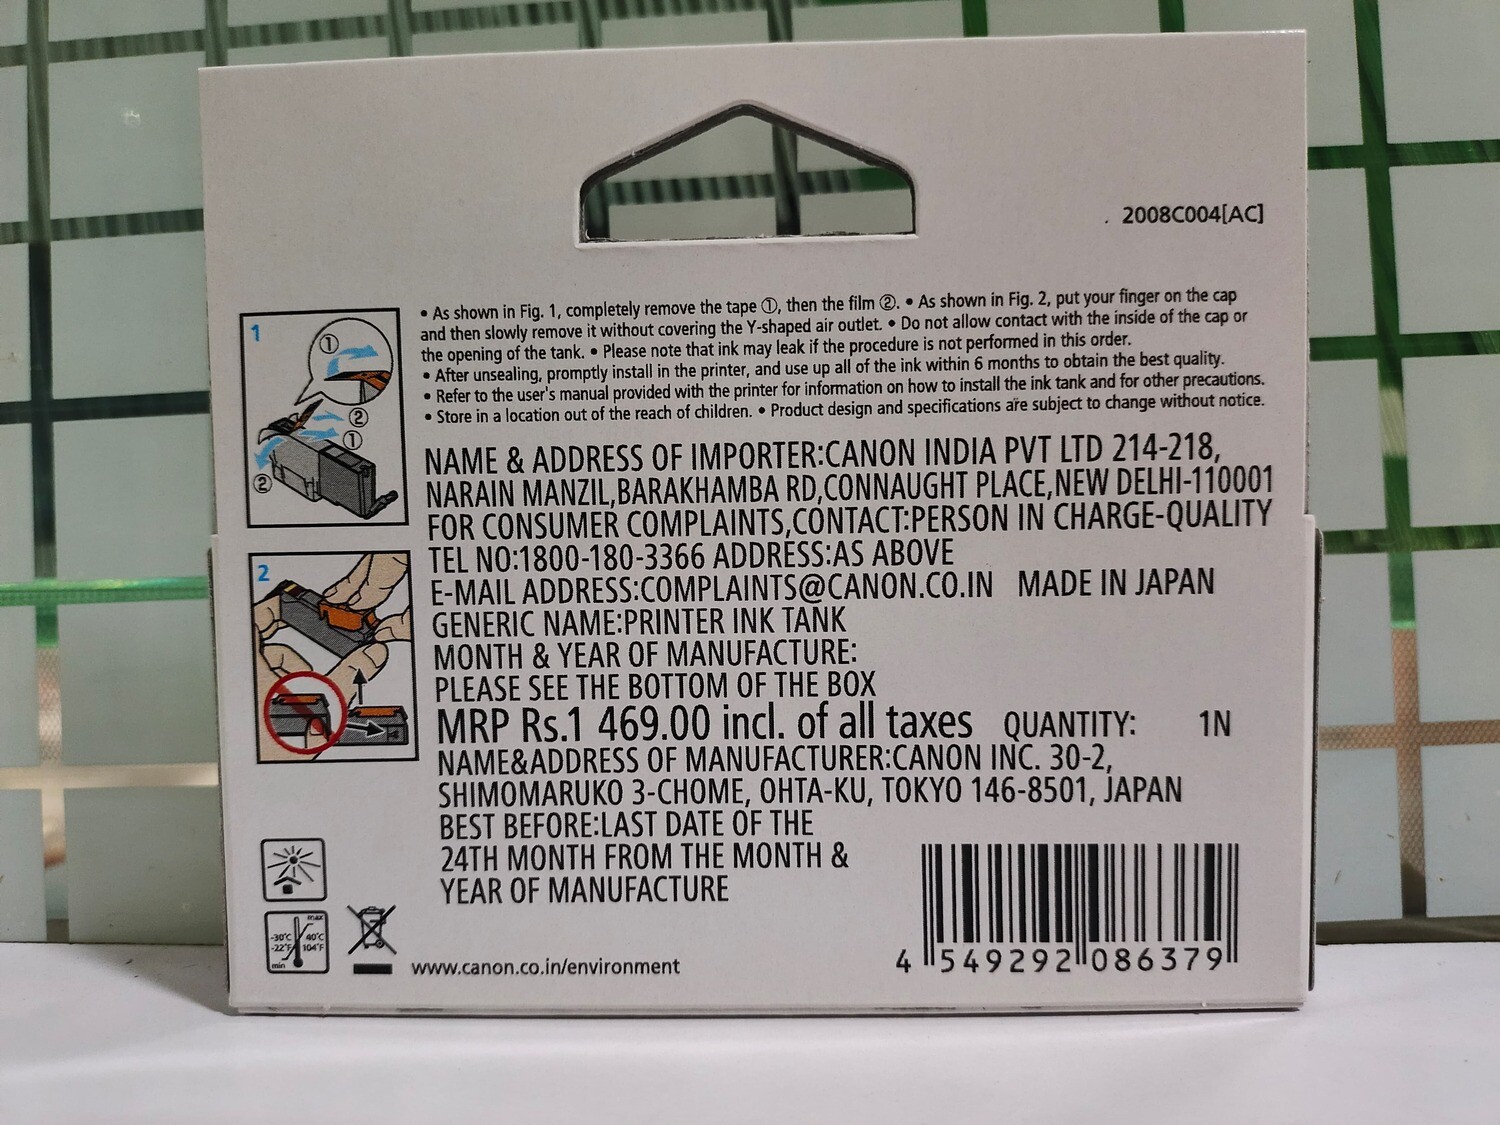 2008C004[AC]
1
①
②
①
②
2
• As shown in Fig. 1, completely remove the tape ①, then the film ②. • As shown in Fig. 2, put your finger on the cap
and then slowly remove it without covering the Y-shaped air outlet. • Do not allow contact with the inside of the cap or
the opening of the tank. • Please note that ink may leak if the procedure is not performed in this order.
• After unsealing, promptly install in the printer, and use up all of the ink within 6 months to obtain the best quality.
• Refer to the user's manual provided with the printer for information on how to install the ink tank and for other precautions.
• Store in a location out of the reach of children. • Product design and specifications are subject to change without notice.
NAME & ADDRESS OF IMPORTER:CANON INDIA PVT LTD 214-218,
NARAIN MANZIL,BARAKHAMBA RD,CONNAUGHT PLACE,NEW DELHI-110001
FOR CONSUMER COMPLAINTS,CONTACT:PERSON IN CHARGE-QUALITY
TEL NO:1800-180-3366 ADDRESS:AS ABOVE
E-MAIL ADDRESS:COMPLAINTS@CANON.CO.IN MADE IN JAPAN
GENERIC NAME:PRINTER INK TANK
MONTH & YEAR OF MANUFACTURE:
PLEASE SEE THE BOTTOM OF THE BOX
MRP Rs.1 469.00 incl. of all taxes QUANTITY: 1N
NAME&ADDRESS OF MANUFACTURER:CANON INC. 30-2,
SHIMOMARUKO 3-CHOME, OHTA-KU, TOKYO 146-8501, JAPAN
BEST BEFORE:LAST DATE OF THE
24TH MONTH FROM THE MONTH &
YEAR OF MANUFACTURE
max
-30°C 40°C
-22°F 104°F
min
www.canon.co.in/environment
4 549292 086379